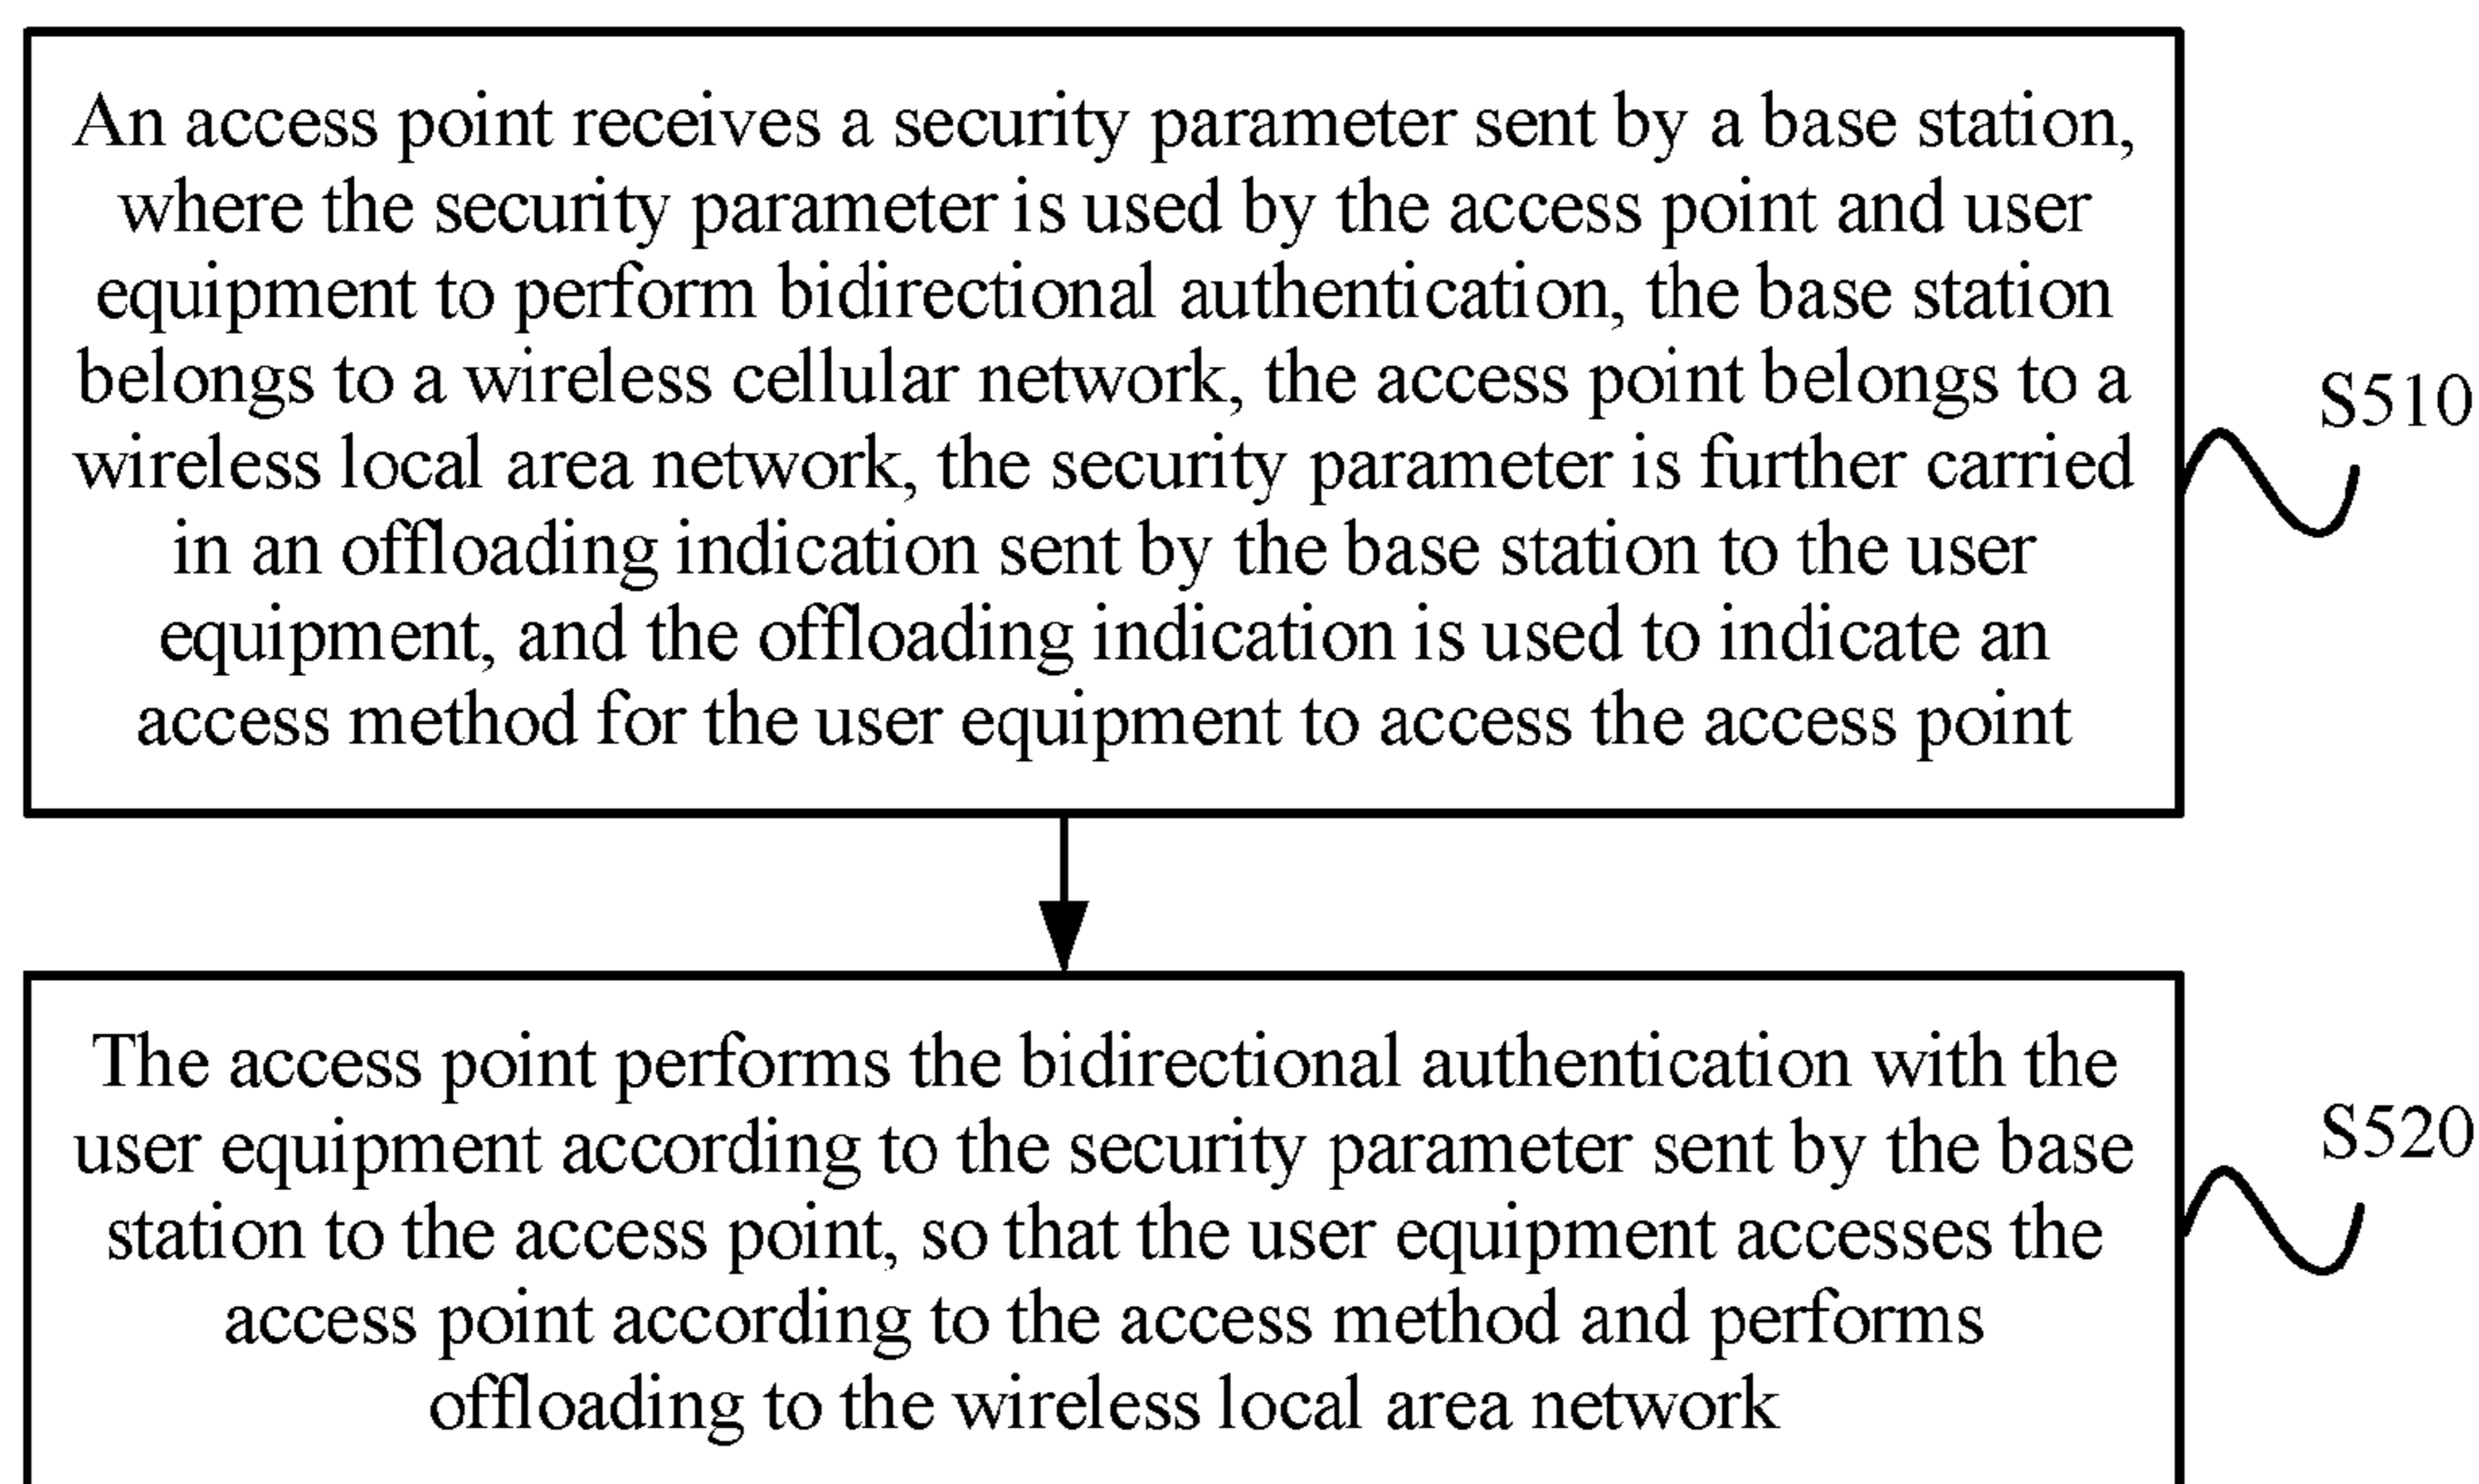 An access point receives a security parameter sent by a base station,
where the security parameter is used by the access point and user
equipment to perform bidirectional authentication, the base station
belongs to a wireless cellular network, the access point belongs to a
wireless local area network, the security parameter is further carried
in an offloading indication sent by the base station to the user
equipment, and the offloading indication is used to indicate an
access method for the user equipment to access the access point
S510
The access point performs the bidirectional authentication with the
user equipment according to the security parameter sent by the base
station to the access point, so that the user equipment accesses the
access point according to the access method and performs
offloading to the wireless local area network
S520